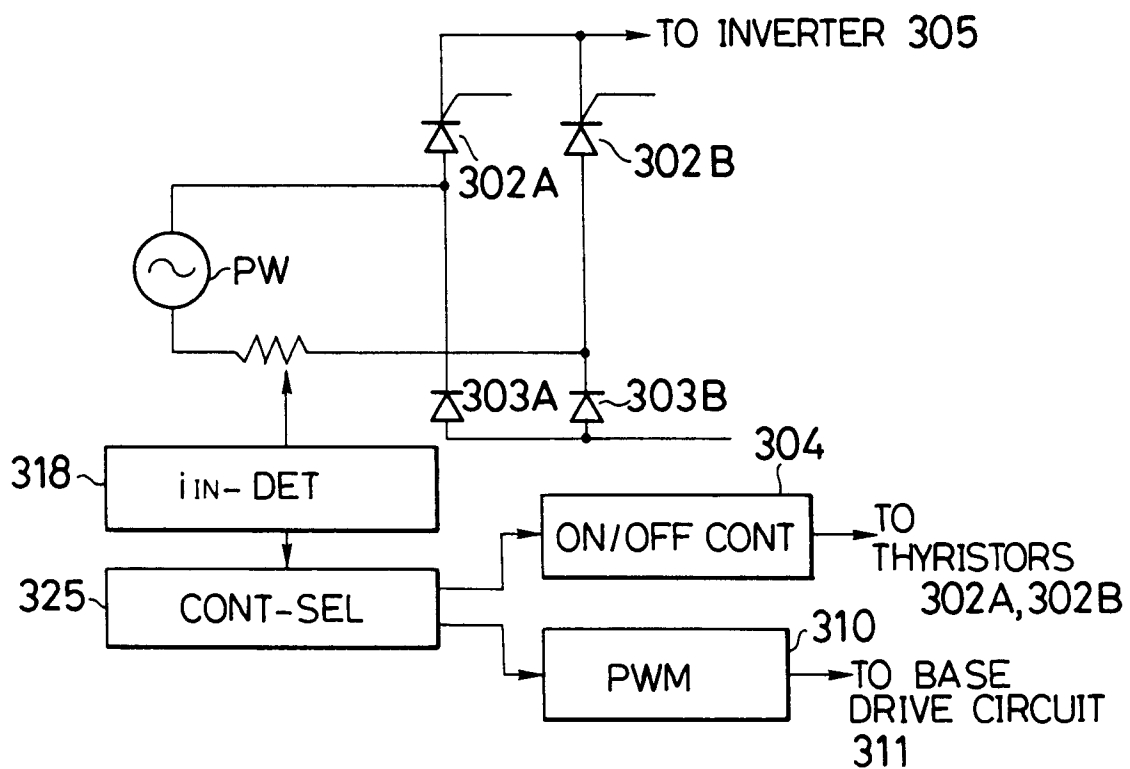 TO INVERTER 305
302A
302B
PW
303A
303B
304
318
iIN-DET
ON/OFF CONT
TO
THYRISTORS
302A, 302B
325
CONT-SEL
310
PWM
TO BASE
DRIVE CIRCUIT
311